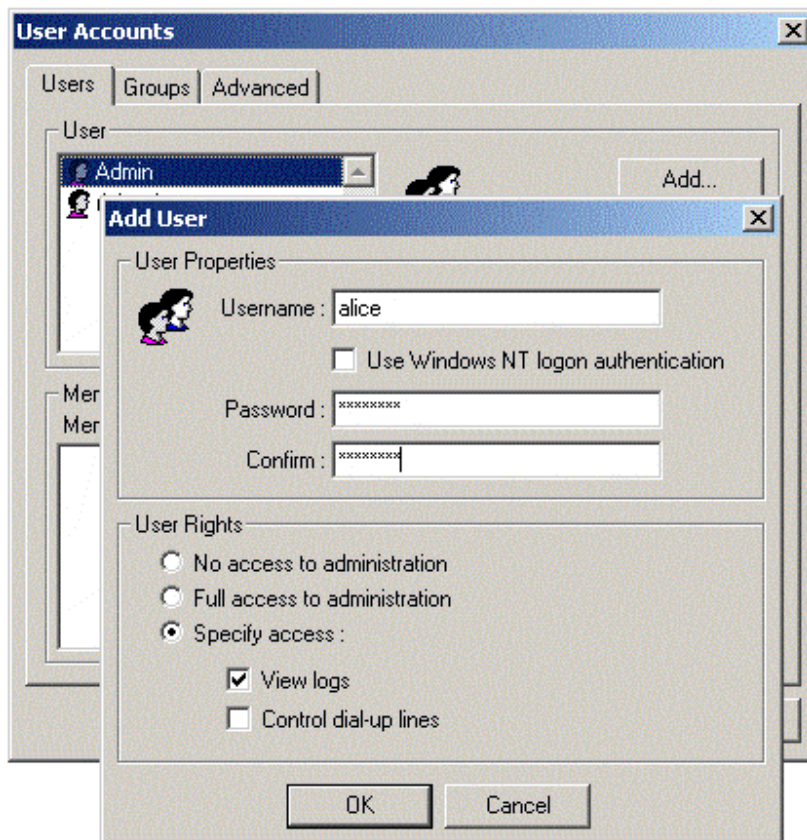 User Accounts
Users Groups Advanced
User
Admin
Add...
Add User
User Properties
Username : alice
Use Windows NT logon authentication
Password : ********
Confirm : ********
User Rights
No access to administration
Full access to administration
Specify access :
View logs
Control dial-up lines
OK Cancel